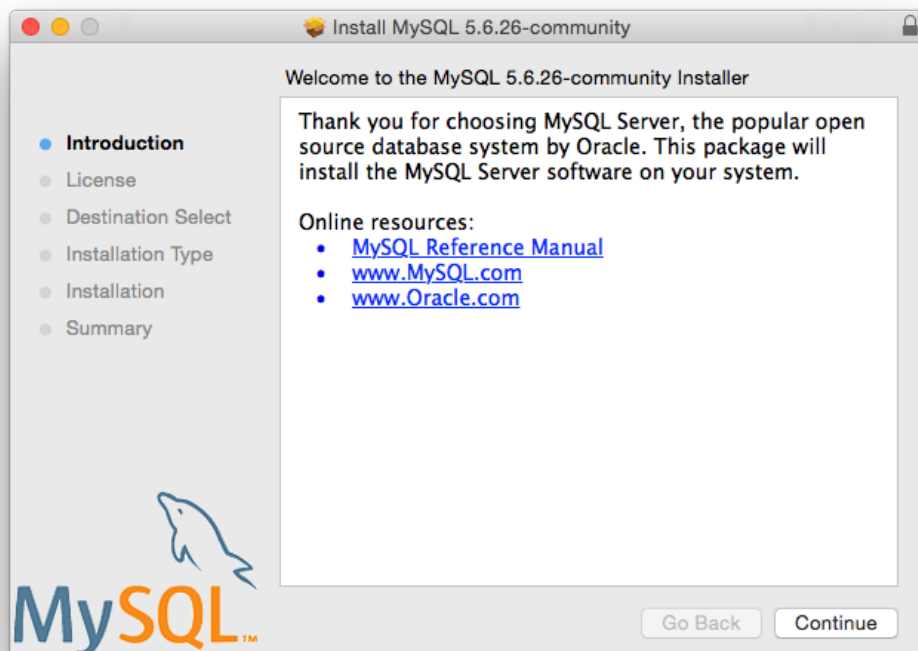 Install MySQL 5.6.26-community
Welcome to the MySQL 5.6.26-community Installer
Introduction
License
Destination Select
Installation Type
Installation
Summary
Thank you for choosing MySQL Server, the popular open
source database system by Oracle. This package will
install the MySQL Server software on your system.
Online resources:
• MySQL Reference Manual
• www.MySQL.com
• www.Oracle.com
MySQL™
Go Back
Continue